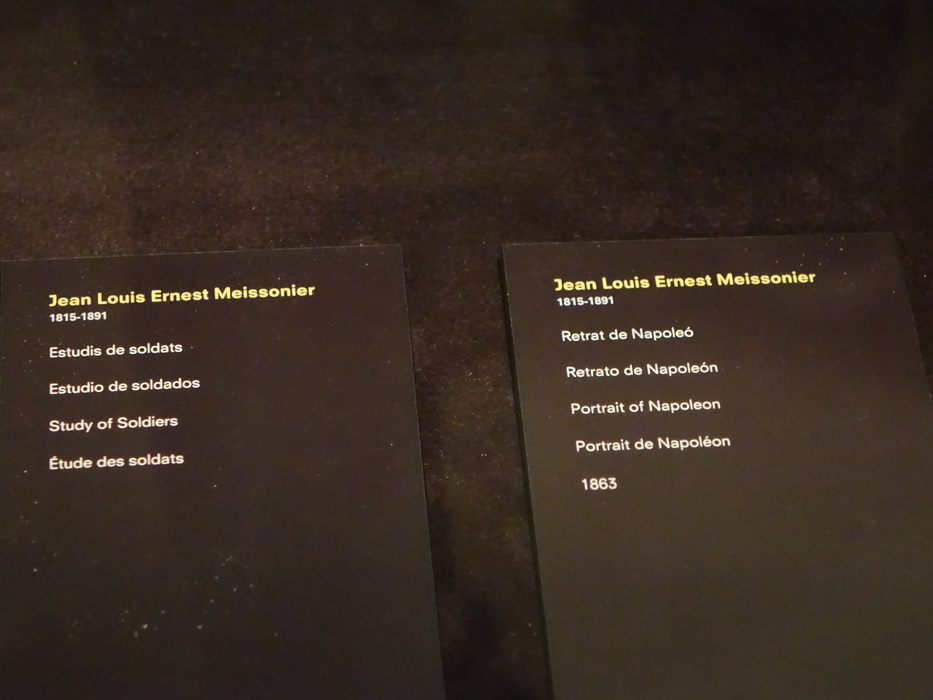 Jean Louis Ernest Meissonier
1815-1891
Estudis de soldats
Estudio de soldados
Study of Soldiers
Étude des soldats
Jean Louis Ernest Meissonier
1815-1891
Retrat de Napoleó
Retrato de Napoleón
Portrait of Napoleon
Portrait de Napoléon
1863